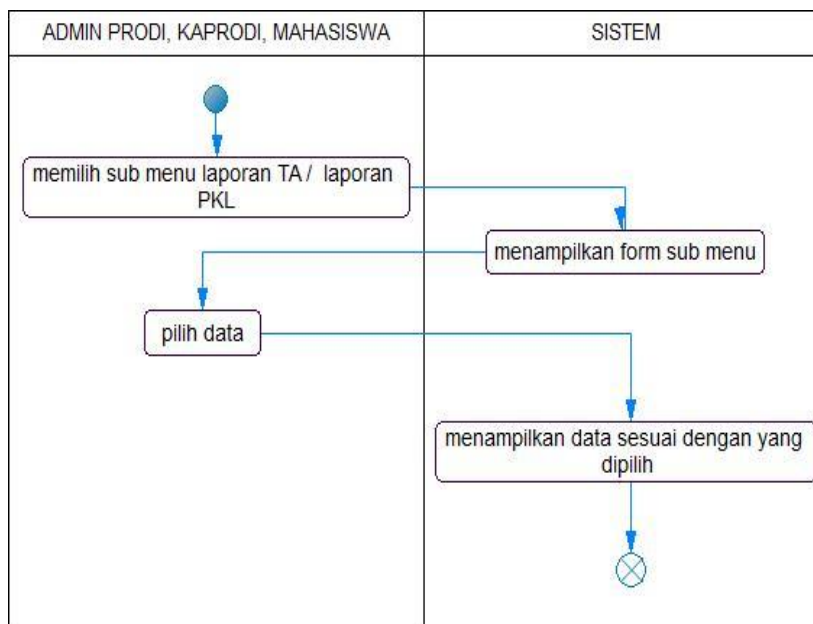 ADMIN PRODI, KAPRODI, MAHASISWA
SISTEM
memilih sub menu laporan TA / laporan
PKL
menampilkan form sub menu
pilih data
menampilkan data sesuai dengan yang
dipilih